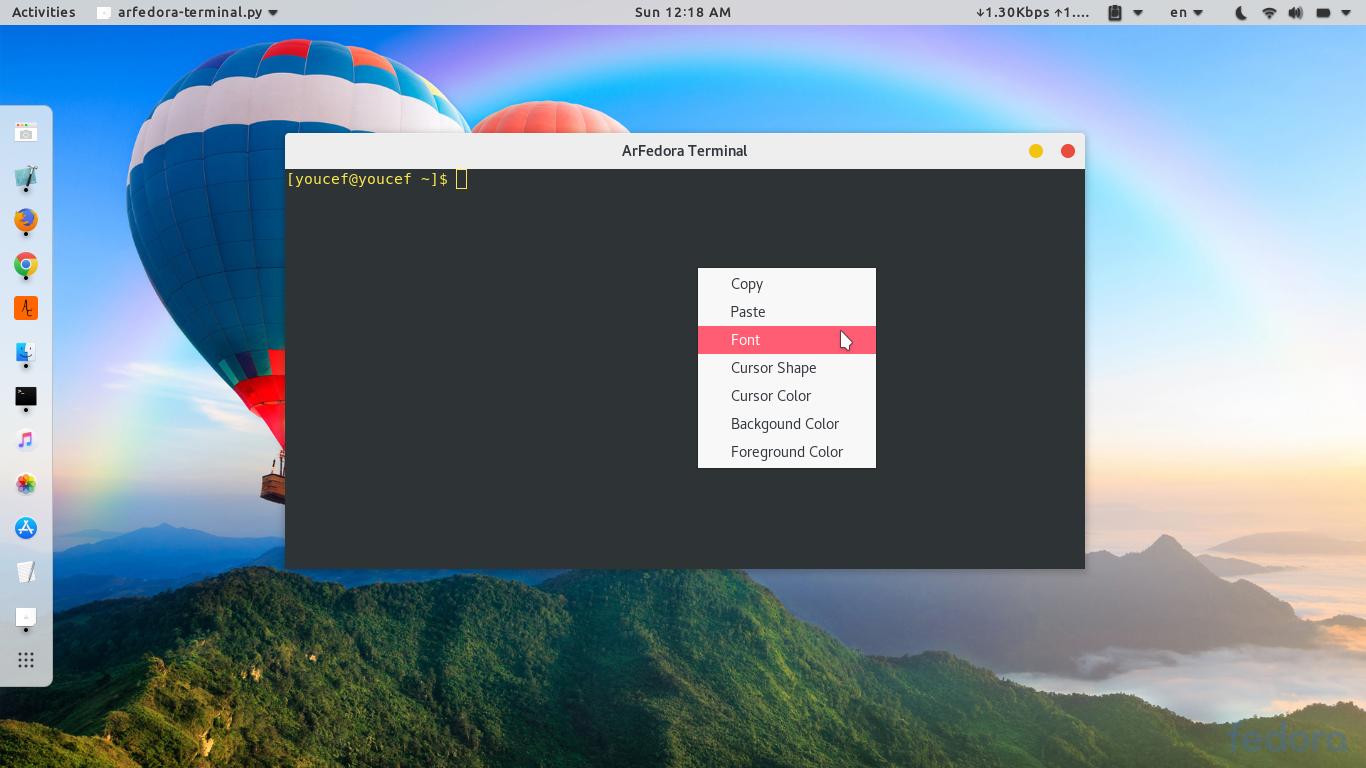 Activities arfedora-terminal.py Sun 12:18 AM ↓1.30Kbps ↑1.... en
ArFedora Terminal
[youcef@youcef ~]$
Copy
Paste
Font
Cursor Shape
Cursor Color
Backgound Color
Foreground Color
fedora